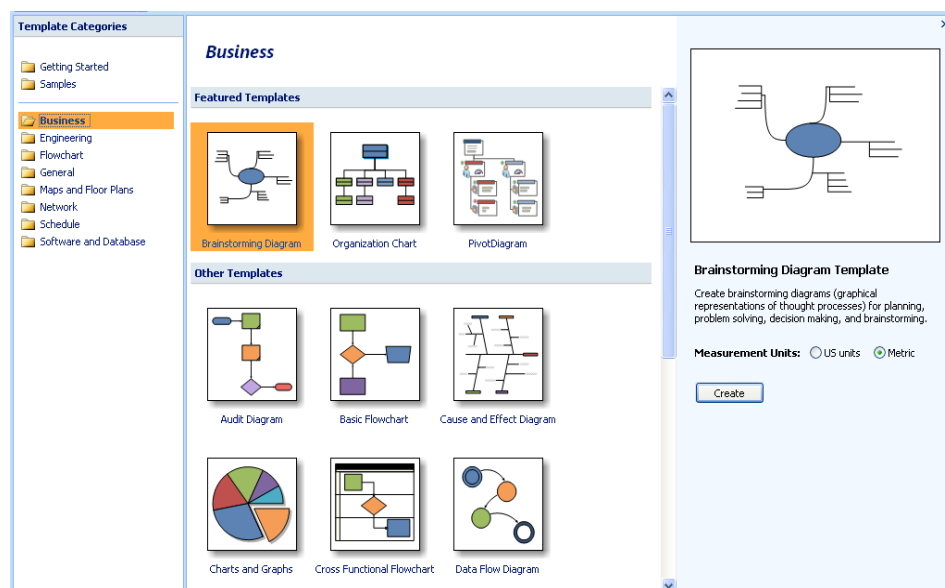 Template Categories
Getting Started
Samples
Business
Engineering
Flowchart
General
Maps and Floor Plans
Network
Schedule
Software and Database
Business
Featured Templates
Brainstorming Diagram
Organization Chart
PivotDiagram
Other Templates
Audit Diagram
Basic Flowchart
Cause and Effect Diagram
Charts and Graphs
Cross Functional Flowchart
Data Flow Diagram
Brainstorming Diagram Template
Create brainstorming diagrams (graphical
representations of thought processes) for planning,
problem solving, decision making, and brainstorming.
Measurement Units: US units Metric
Create